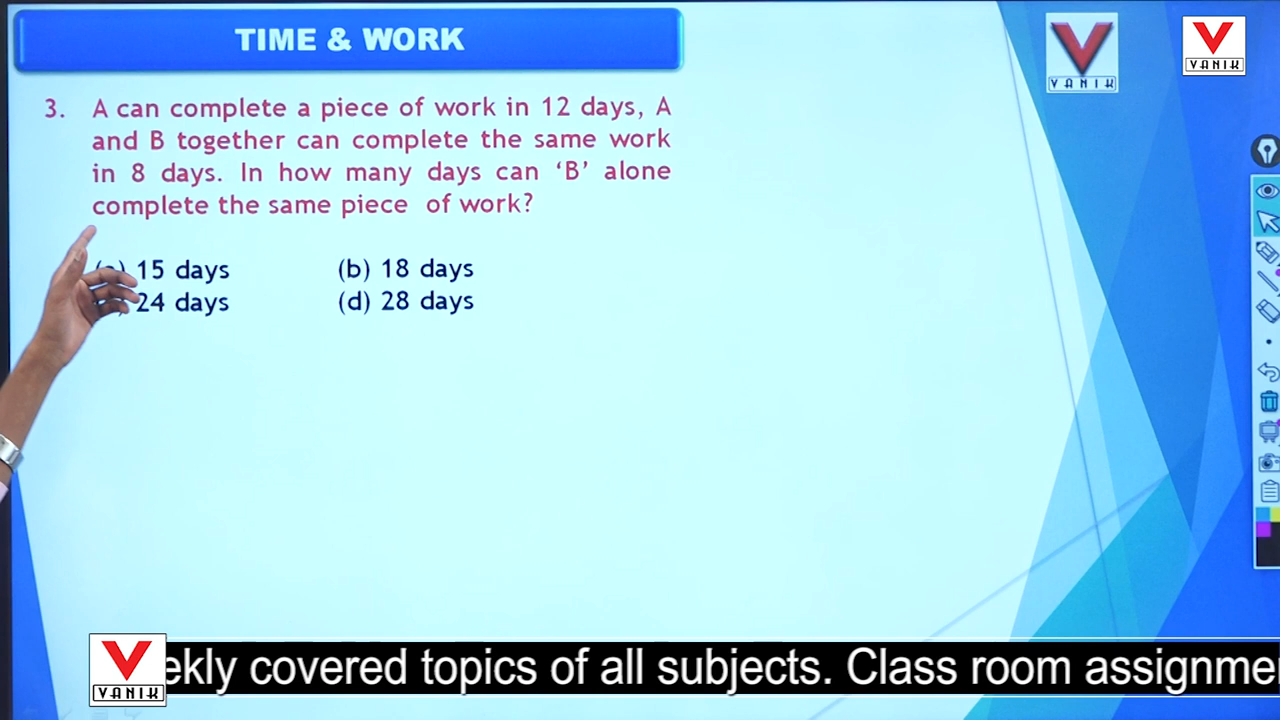 TIME & WORK
VANIK
VANIK
3. A can complete a piece of work in 12 days, A
and B together can complete the same work
in 8 days. In how many days can ‘B’ alone
complete the same piece of work?
15 days (b) 18 days
24 days (d) 28 days
VANIK
ekly covered topics of all subjects. Class room assignme